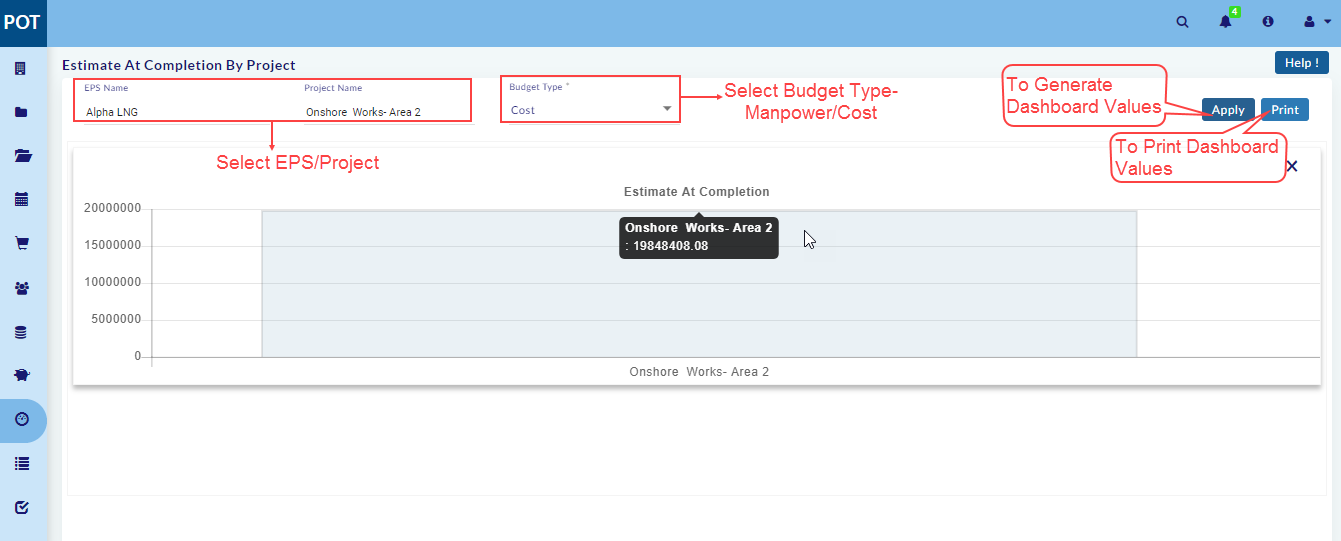 POT
4
Estimate At Completion By Project
Help !
EPS Name
Project Name
Budget Type *
Alpha LNG
Onshore Works- Area 2
Cost
Select Budget Type-
Manpower/Cost
To Generate
Dashboard Values
Apply
Print
Select EPS/Project
To Print Dashboard
Values
Estimate At Completion
20000000
15000000
10000000
5000000
0
Onshore Works- Area 2
: 19848408.08
Onshore Works- Area 2